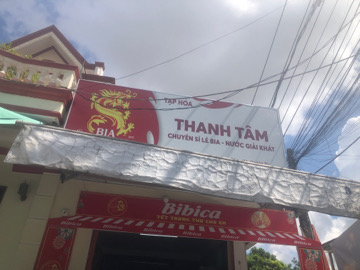 TẠP HÓA
THANH TÂM
CHUYÊN SỈ LẺ BIA - NƯỚC GIẢI KHÁT
BIA
Bibica